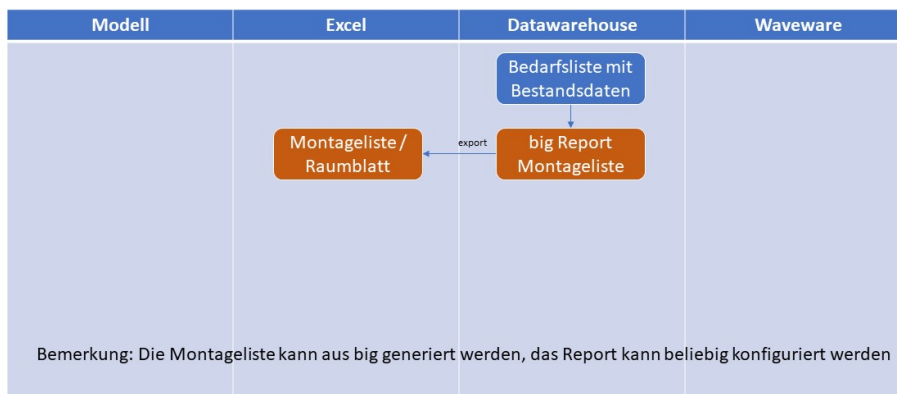 Modell
Excel
Datawarehouse
Waveware
Bedarfsliste mit
Bestandsdaten
Montageliste /
Raumblatt
export
big Report
Montageliste
Bemerkung: Die Montageliste kann aus big generiert werden, das Report kann beliebig konfiguriert werden